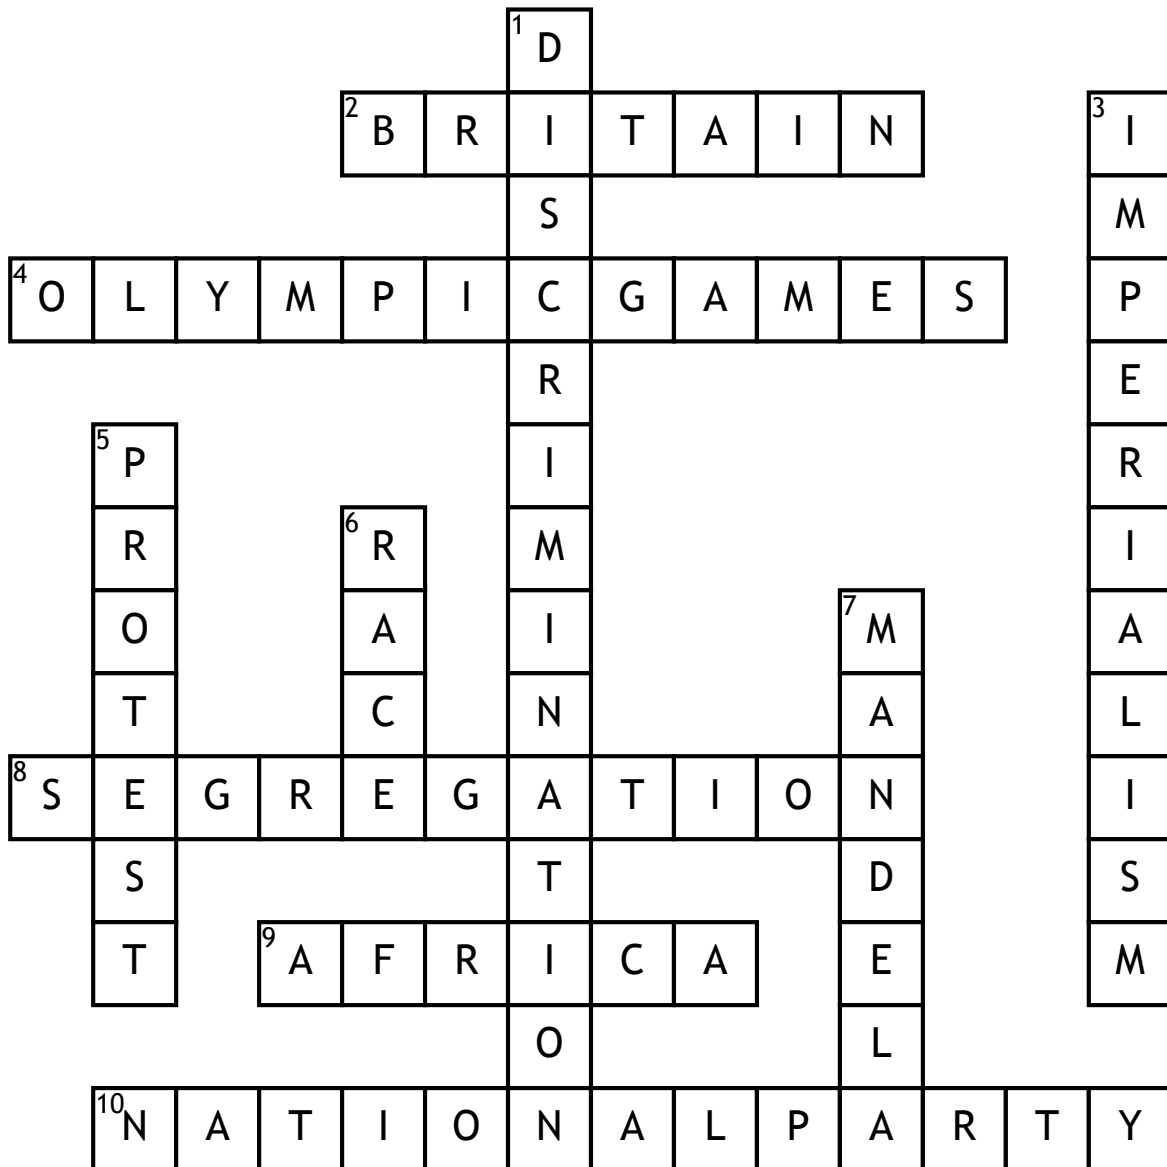 1 D
2 B R I T A I N 3 I
S M
4 O L Y M P I C G A M E S P
R E
5 P I R
R 6 R M I
O A I 7 M A
T C N A L
8 S E G R E G A T I O N I
S T D S
T 9 A F R I C A E M
O L
10 N A T I O N A L P A R T Y